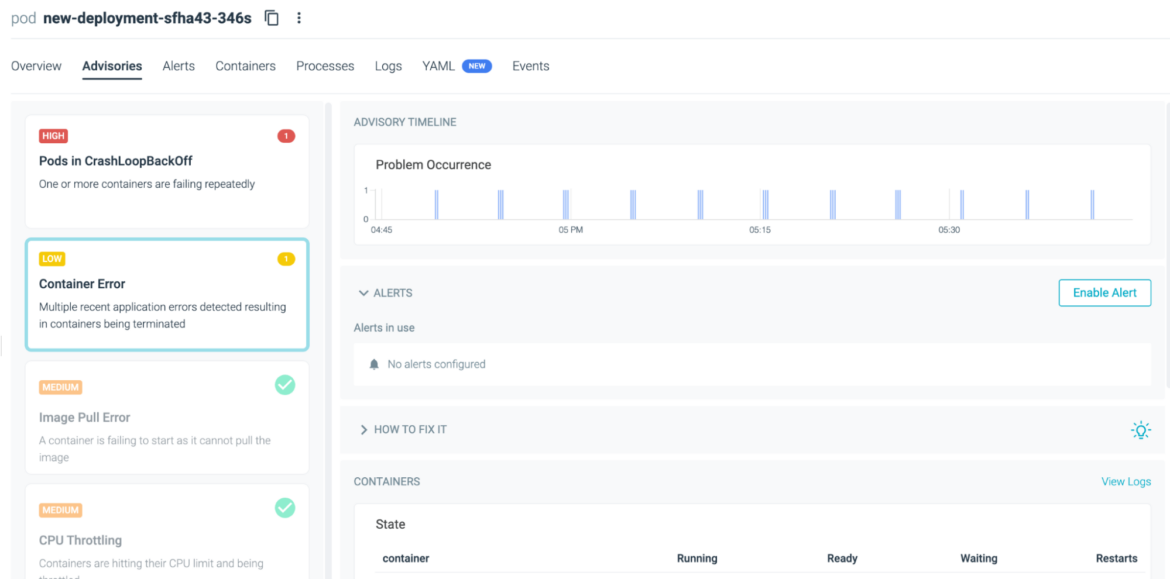 pod new-deployment-sfha43-346s
Overview Advisories Alerts Containers Processes Logs YAML NEW Events
HIGH 1
Pods in CrashLoopBackOff
One or more containers are failing repeatedly
LOW 1
Container Error
Multiple recent application errors detected resulting
in containers being terminated
MEDIUM
Image Pull Error
A container is failing to start as it cannot pull the
image
MEDIUM
CPU Throttling
Containers are hitting their CPU limit and being
throttled
ADVISORY TIMELINE
Problem Occurrence
1
0
04:45 05 PM 05:15 05:30
ALERTS
Enable Alert
Alerts in use
No alerts configured
HOW TO FIX IT
CONTAINERS View Logs
State
container Running Ready Waiting Restarts